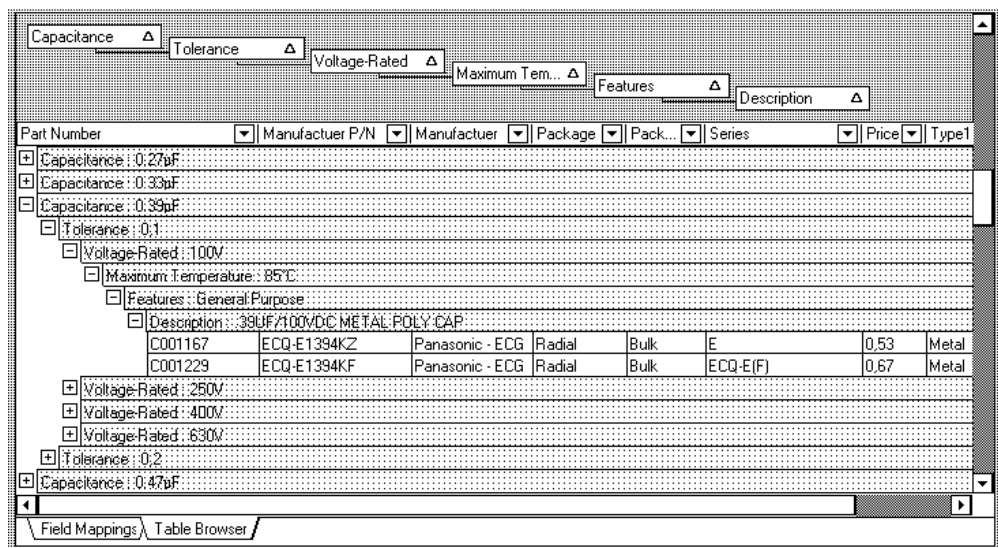 Capacitance
Tolerance
Voltage-Rated
Maximum Tem...
Features
Description
Part Number Manufactuer P/N Manufactuer Package Pack... Series Price Type1
Capacitance : 0.27µF
Capacitance : 0.33µF
Capacitance : 0.39µF
Tolerance : 0,1
Voltage-Rated : 100V
Maximum Temperature : 85°C
Features : General Purpose
Description : .39UF/100VDC METAL POLY CAP
C001167 ECQ-E1394KZ Panasonic - ECG Radial Bulk E 0,53 Metal
C001229 ECQ-E1394KF Panasonic - ECG Radial Bulk ECQ-E(F) 0,67 Metal
Voltage-Rated : 250V
Voltage-Rated : 400V
Voltage-Rated : 630V
Tolerance : 0,2
Capacitance : 0.47µF
Field Mappings Table Browser